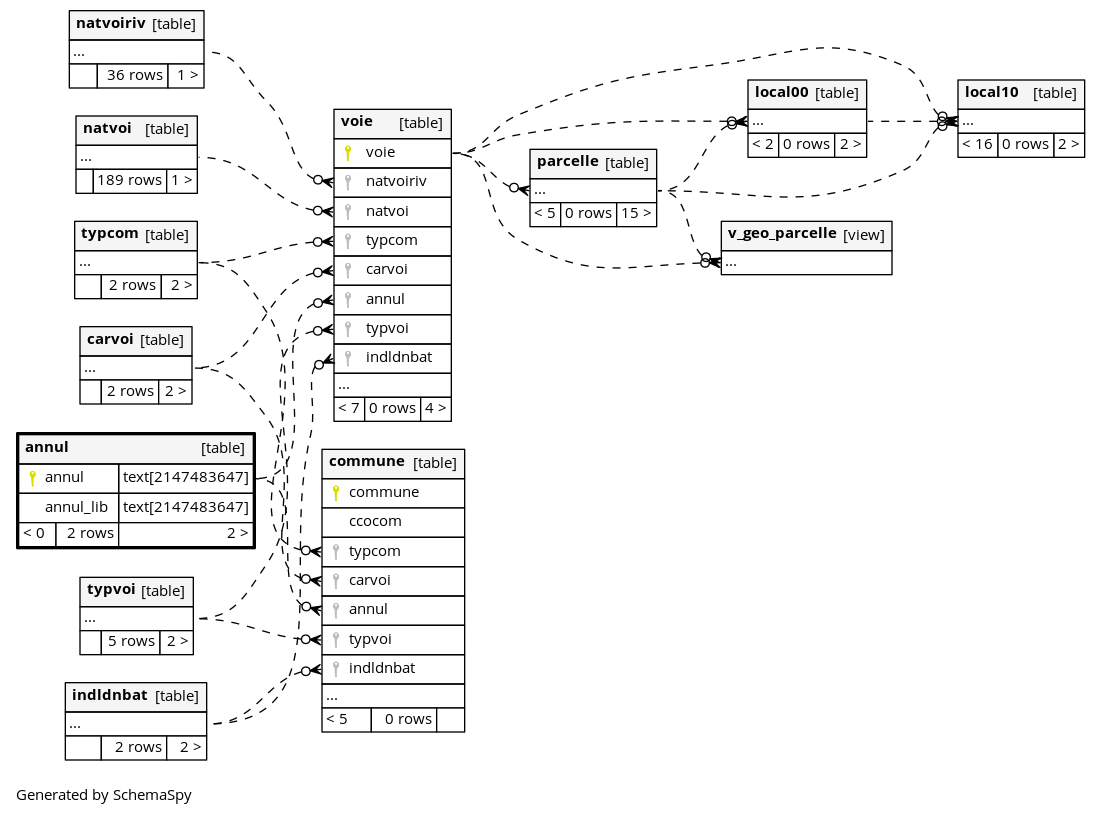 natvoiriv [table]
...
36 rows 1 >
natvoi [table]
...
189 rows 1 >
typcom [table]
...
2 rows 2 >
carvoi [table]
...
2 rows 2 >
annul [table]
annul text[2147483647]
annul_lib text[2147483647]
< 0 2 rows 2 >
typvoi [table]
...
5 rows 2 >
indldnbat [table]
...
2 rows 2 >
voie [table]
voie
natvoiriv
natvoi
typcom
carvoi
annul
typvoi
indldnbat
...
< 7 0 rows 4 >
commune [table]
commune
ccocom
typcom
carvoi
annul
typvoi
indldnbat
...
< 5 0 rows
parcelle [table]
...
< 5 0 rows 15 >
local00 [table]
...
< 2 0 rows 2 >
v_geo_parcelle [view]
...
local10 [table]
...
< 16 0 rows 2 >
Generated by SchemaSpy